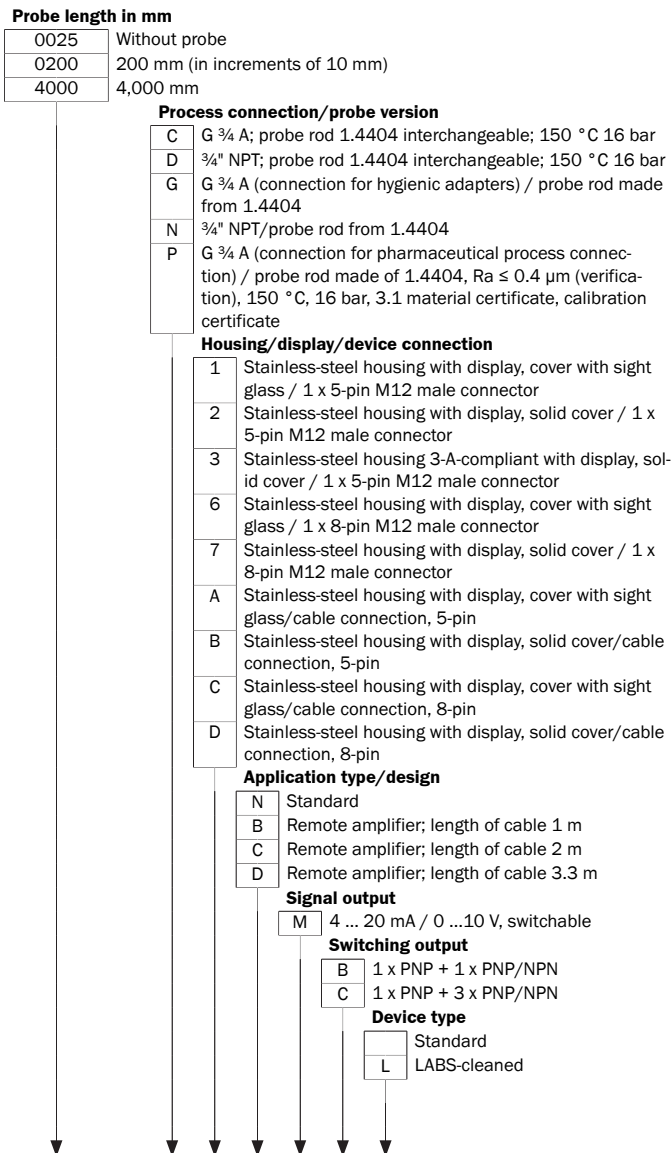 Probe length in mm
0025 Without probe
0200 200 mm (in increments of 10 mm)
4000 4,000 mm
Process connection/probe version
C G ¾ A; probe rod 1.4404 interchangeable; 150 °C 16 bar
D ¾" NPT; probe rod 1.4404 interchangeable; 150 °C 16 bar
G G ¾ A (connection for hygienic adapters) / probe rod made
from 1.4404
N ¾" NPT/probe rod from 1.4404
P G ¾ A (connection for pharmaceutical process connec-
tion) / probe rod made of 1.4404, Ra ≤ 0.4 µm (verifica-
tion), 150 °C, 16 bar, 3.1 material certificate, calibration
certificate
Housing/display/device connection
1 Stainless-steel housing with display, cover with sight
glass / 1 x 5-pin M12 male connector
2 Stainless-steel housing with display, solid cover / 1 x
5-pin M12 male connector
3 Stainless-steel housing 3-A-compliant with display, sol-
id cover / 1 x 5-pin M12 male connector
6 Stainless-steel housing with display, cover with sight
glass / 1 x 8-pin M12 male connector
7 Stainless-steel housing with display, solid cover / 1 x
8-pin M12 male connector
A Stainless-steel housing with display, cover with sight
glass/cable connection, 5-pin
B Stainless-steel housing with display, solid cover/cable
connection, 5-pin
C Stainless-steel housing with display, cover with sight
glass/cable connection, 8-pin
D Stainless-steel housing with display, solid cover/cable
connection, 8-pin
Application type/design
N Standard
B Remote amplifier; length of cable 1 m
C Remote amplifier; length of cable 2 m
D Remote amplifier; length of cable 3.3 m
Signal output
M 4 ... 20 mA / 0 ...10 V, switchable
Switching output
B 1 x PNP + 1 x PNP/NPN
C 1 x PNP + 3 x PNP/NPN
Device type
Standard
L LABS-cleaned